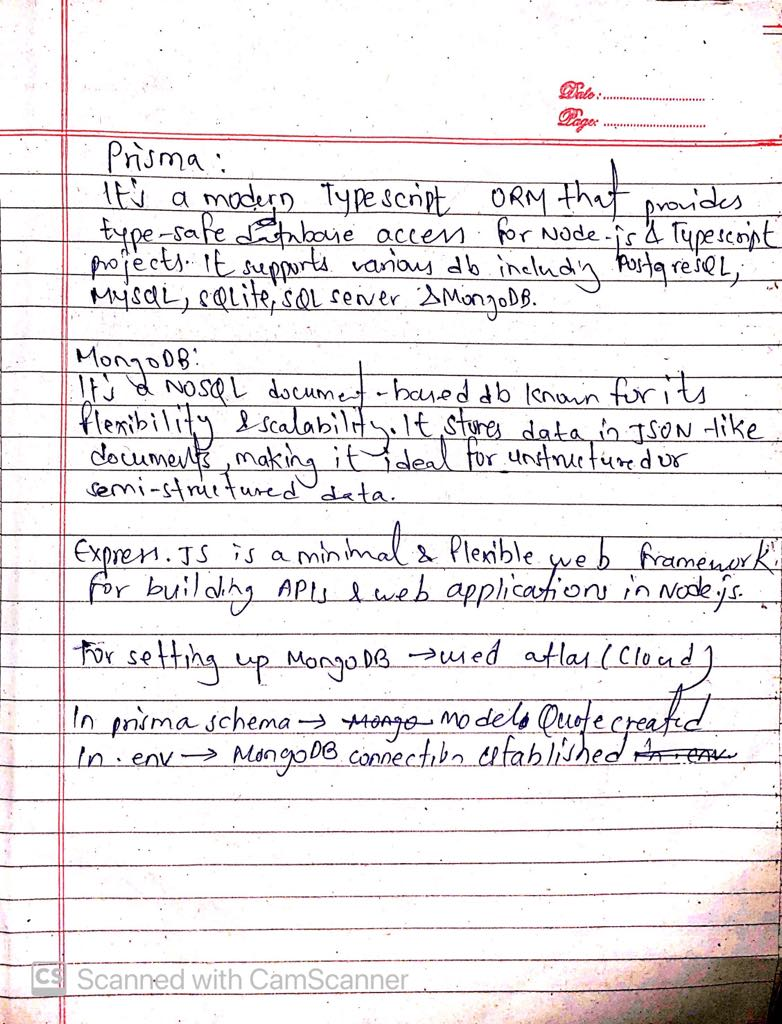 Date:
Page:
Prisma:
It's a modern Typescript ORM that provides
type-safe database access for Node.js & Typescript
projects. It supports various db including PostgreSQL,
MySQL, SQLite, SQL server & MongoDB.
MongoDB:
It's a NOSQL document-based db known for its
flexibility & scalability. It stores data in JSON-like
documents, making it ideal for unstructured or
semi-structured data.
Express.JS is a minimal & flexible web framework
for building APIs & web applications in Node.js.
For setting up MongoDB → used atlas (Cloud)
In prisma schema → Mongo Model Quote created
In .env → MongoDB connection established In .env
CS Scanned with CamScanner